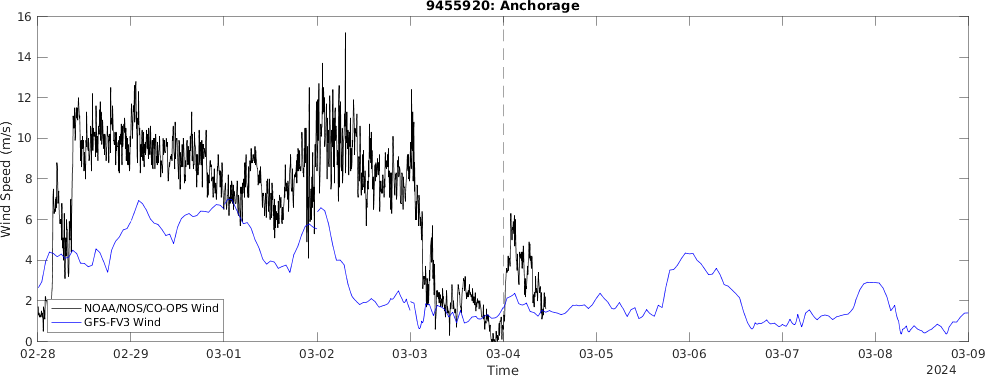 9455920: Anchorage
16
14
12
10
8
6
4
2
0
Wind Speed (m/s)
NOAA/NOS/CO-OPS Wind
GFS-FV3 Wind
02-28 02-29 03-01 03-02 03-03 03-04 03-05 03-06 03-07 03-08 03-09
Time
2024